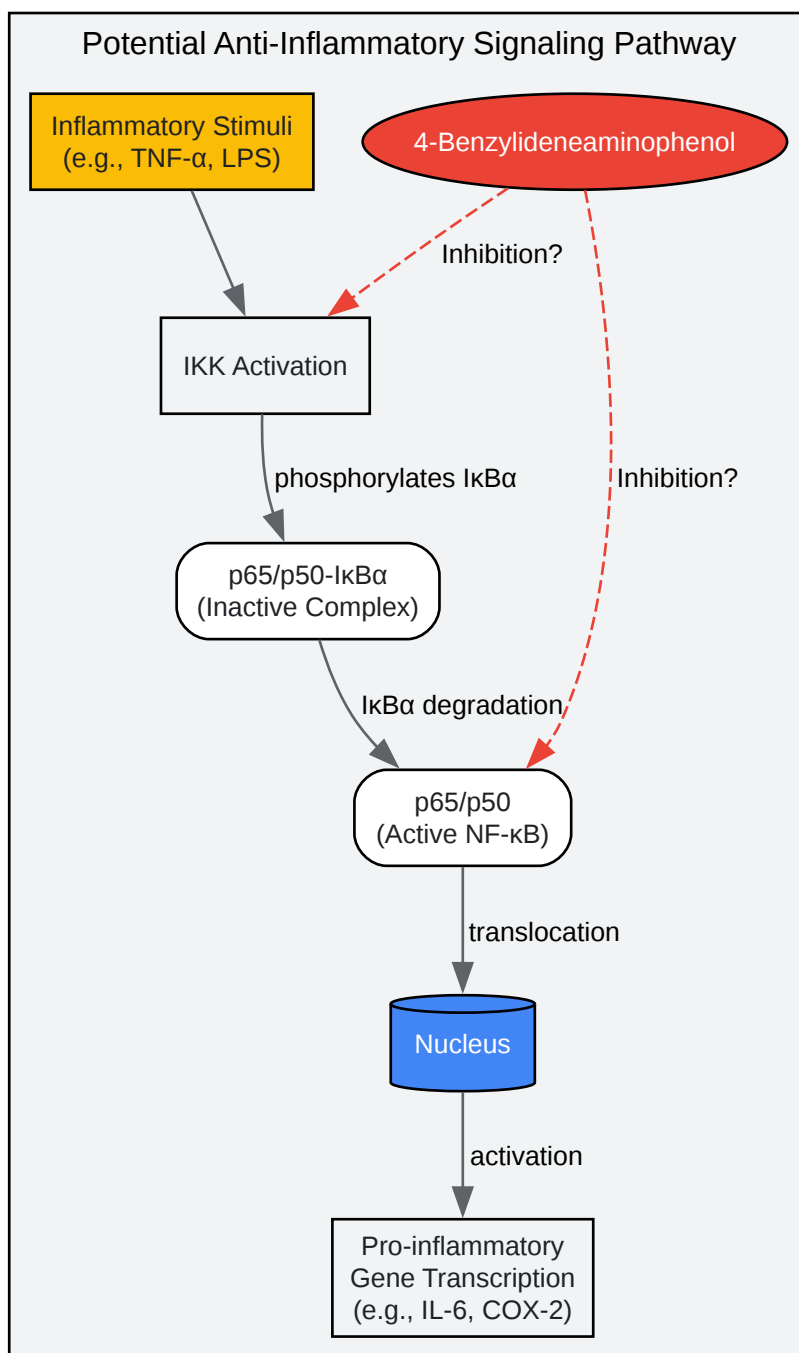 Potential Anti-Inflammatory Signaling Pathway
Inflammatory Stimuli
(e.g., TNF-α, LPS)
4-Benzylideneaminophenol
Inhibition?
IKK Activation
phosphorylates IκBα
Inhibition?
p65/p50-IκBα
(Inactive Complex)
IκBα degradation
p65/p50
(Active NF-κB)
translocation
Nucleus
activation
Pro-inflammatory
Gene Transcription
(e.g., IL-6, COX-2)